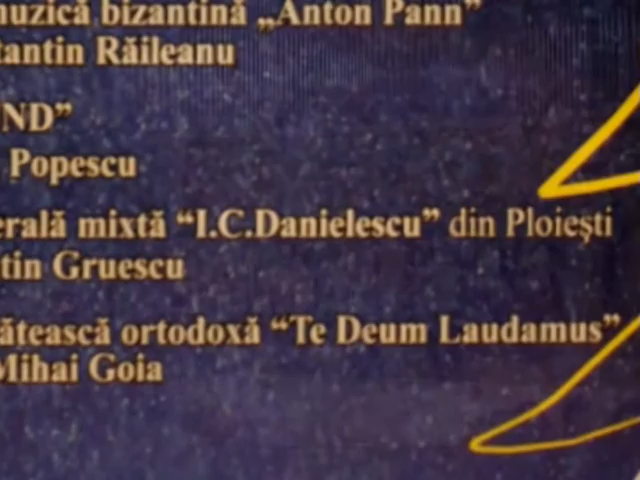 muzică bizantină „Anton Pann”
tantin Răileanu
ND”
Popescu
erală mixtă “I.C.Danielescu” din Ploiești
tin Gruescu
ătească ortodoxă “Te Deum Laudamus”
Mihai Goia